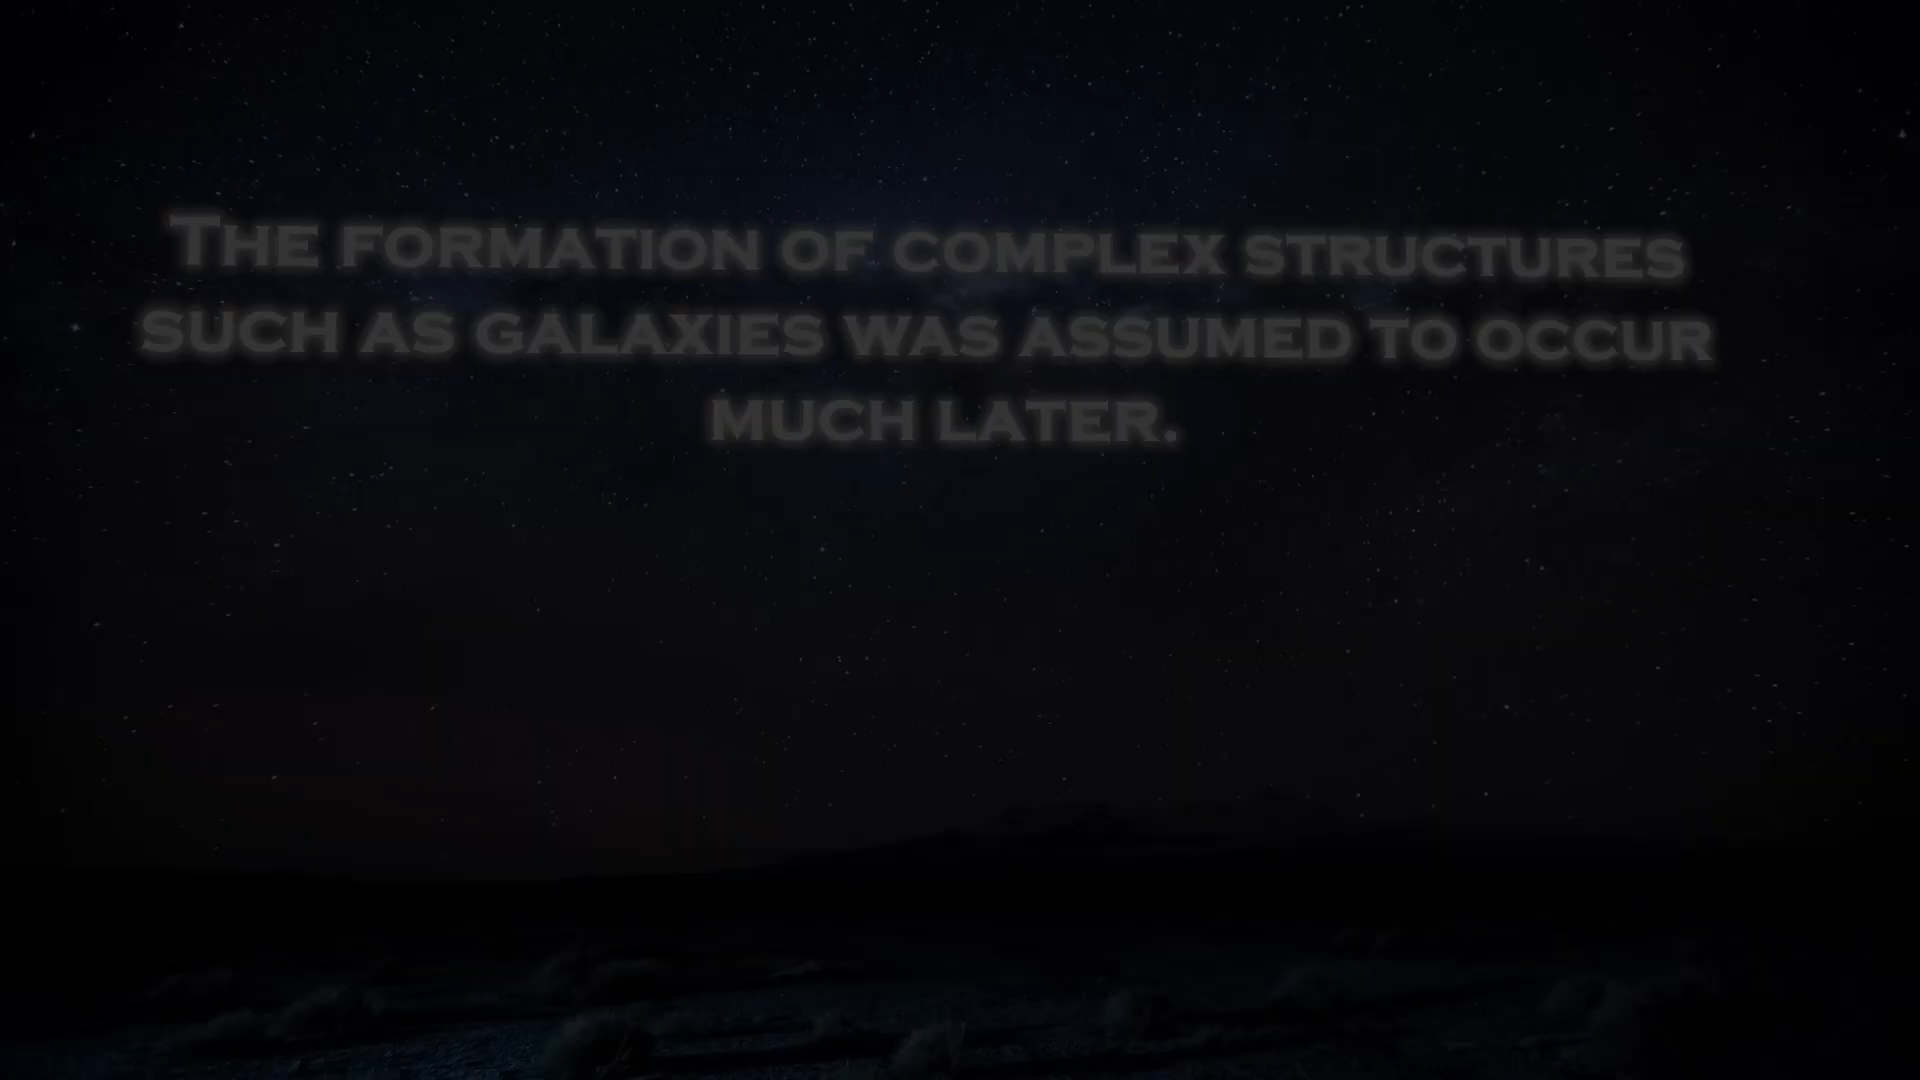 The formation of complex structures
such as galaxies was assumed to occur
much later.